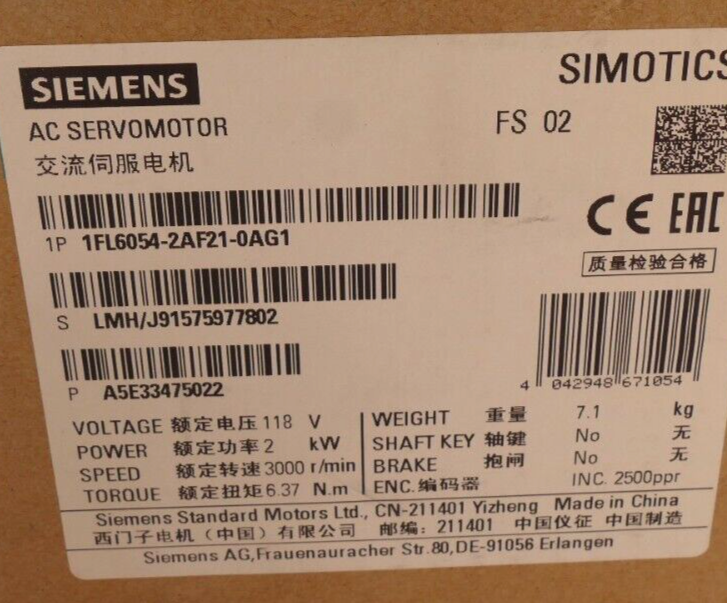 SIEMENS
SIMOTICS
AC SERVOMOTOR
FS 02
交流伺服电机
1P 1FL6054-2AF21-0AG1
CE EAC
质量检验合格
S LMH/J91575977802
P A5E33475022
4 042948 671054
VOLTAGE 额定电压 118 V
POWER 额定功率 2 kW
SPEED 额定转速 3000 r/min
TORQUE 额定扭矩 6.37 N.m
WEIGHT 重量 7.1 kg
SHAFT KEY 轴键 No 无
BRAKE 抱闸 No 无
ENC. 编码器 INC. 2500ppr
Siemens Standard Motors Ltd., CN-211401 Yizheng Made in China
西门子电机（中国）有限公司 邮编：211401 中国仪征 中国制造
Siemens AG,Frauenauracher Str.80,DE-91056 Erlangen